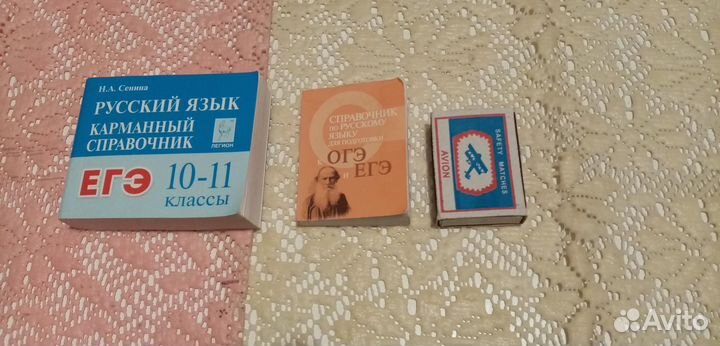 Н.А. Сенина
РУССКИЙ ЯЗЫК
КАРМАННЫЙ
СПРАВОЧНИК
ЛЕГИОН
ЕГЭ
10-11
классы
СПРАВОЧНИК
ПО РУССКОМУ
ЯЗЫКУ
ДЛЯ ПОДГОТОВКИ
К ОГЭ
И ЕГЭ
SAFETY MATCHES
AVION
Avito